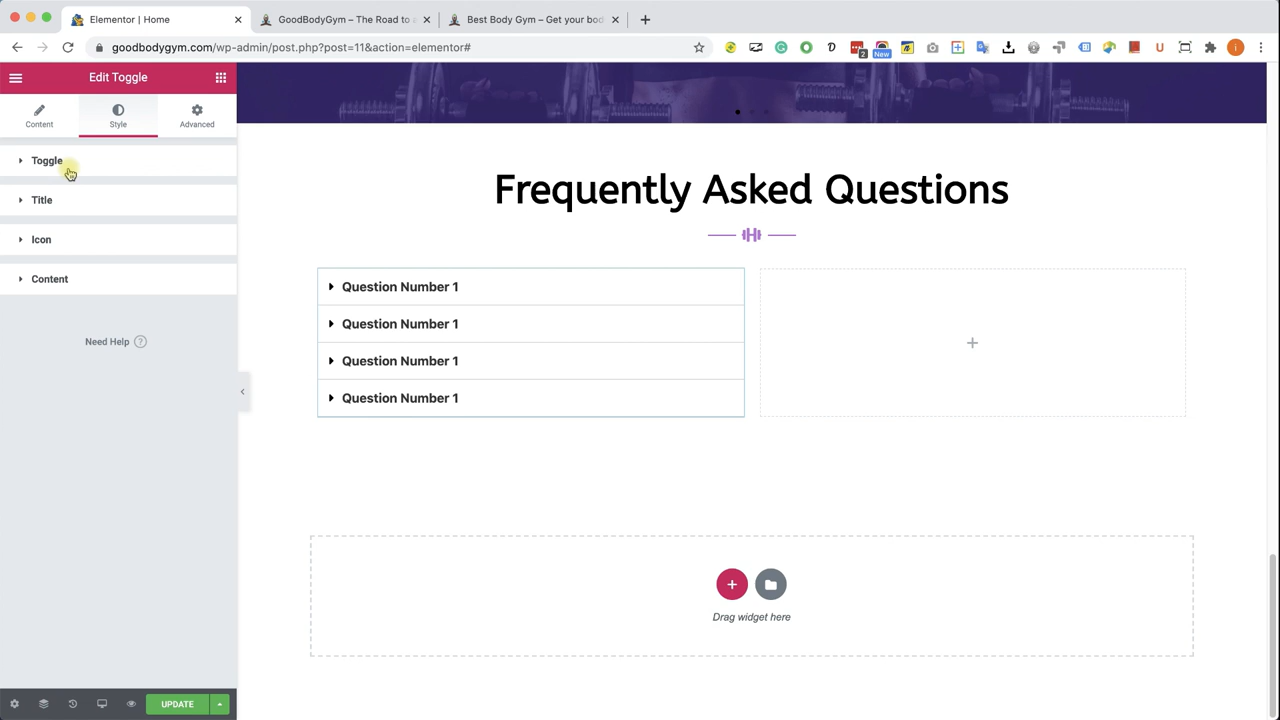 Elementor | Home
GoodBodyGym – The Road to a
Best Body Gym – Get your bod
goodbodygym.com/wp-admin/post.php?post=11&action=elementor#
2
New
Edit Toggle
Content
Style
Advanced
Toggle
Title
Icon
Content
Need Help ?
UPDATE
Frequently Asked Questions
Question Number 1
Question Number 1
Question Number 1
Question Number 1
Drag widget here